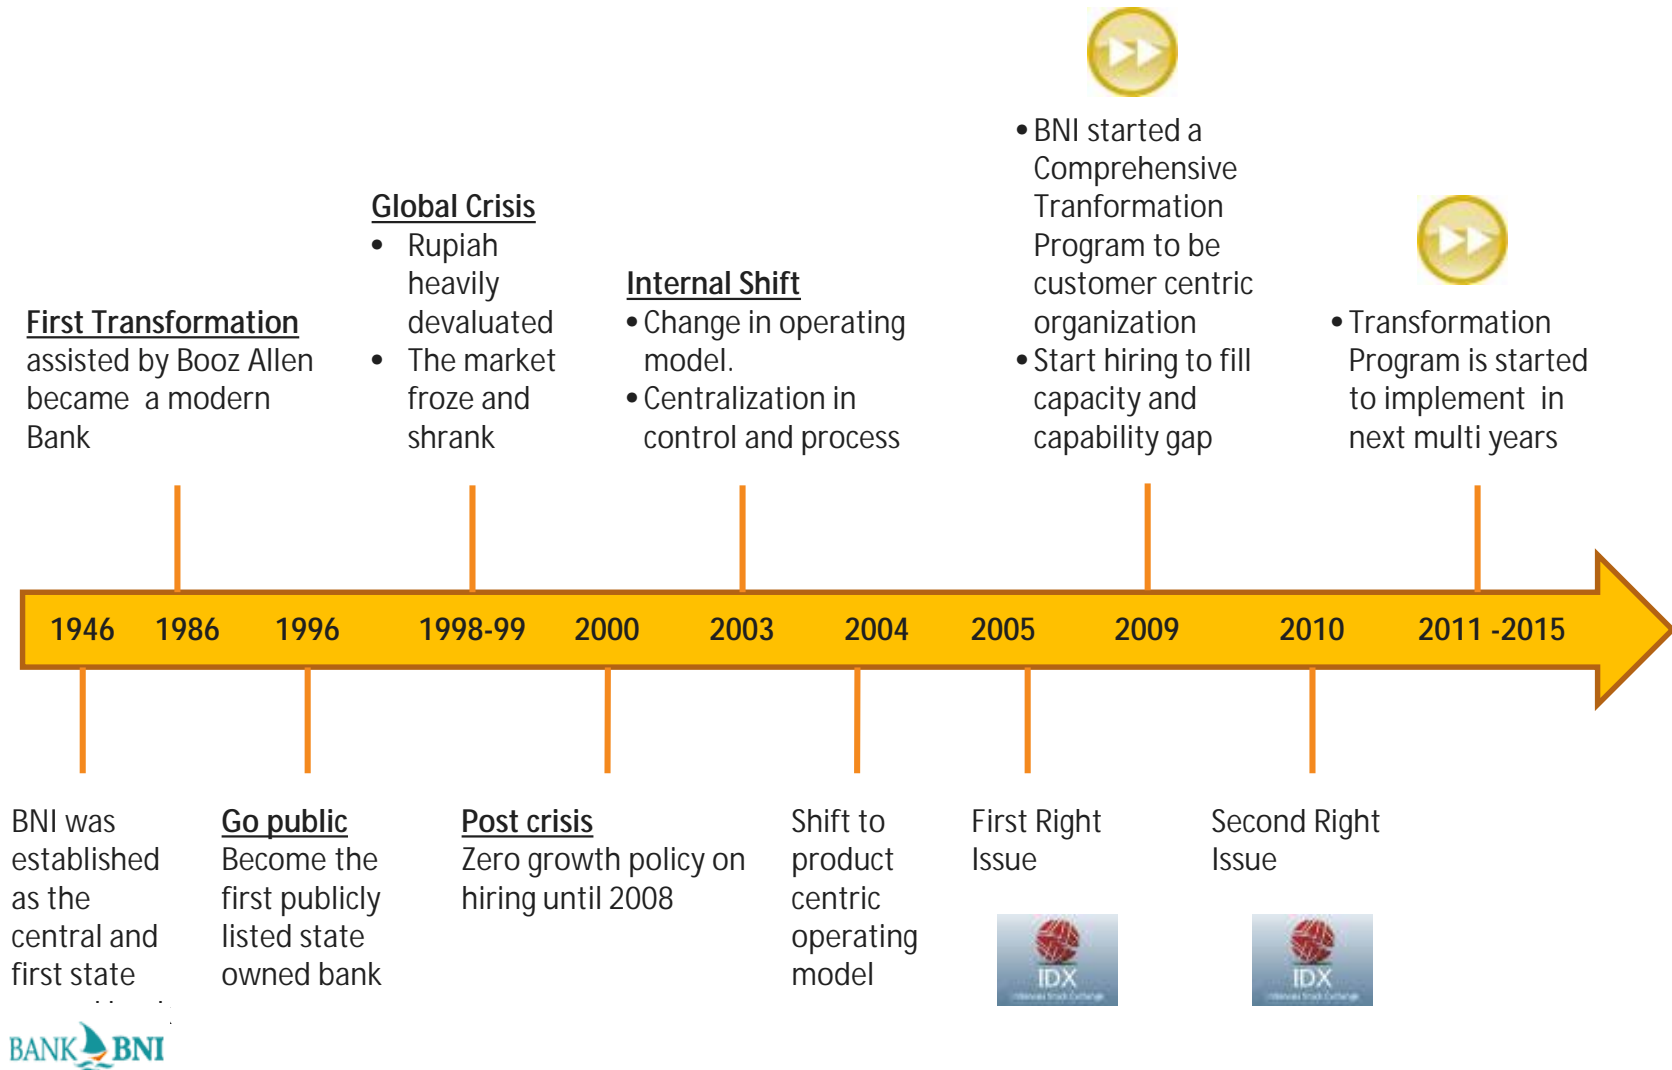 • BNI started a
Comprehensive
Tranformation
Program to be
customer centric
organization
• Start hiring to fill
capacity and
capability gap
Global Crisis
• Rupiah
heavily
devaluated
• The market
froze and
shrank
Internal Shift
• Change in operating
model.
• Centralization in
control and process
First Transformation
assisted by Booz Allen
became a modern
Bank
• Transformation
Program is started
to implement in
next multi years
1946 1986 1996 1998-99 2000 2003 2004 2005 2009 2010 2011 -2015
BNI was
established
as the
central and
first state
Go public
Become the
first publicly
listed state
owned bank
Post crisis
Zero growth policy on
hiring until 2008
Shift to
product
centric
operating
model
First Right
Issue
IDX
Second Right
Issue
IDX
BANK BNI